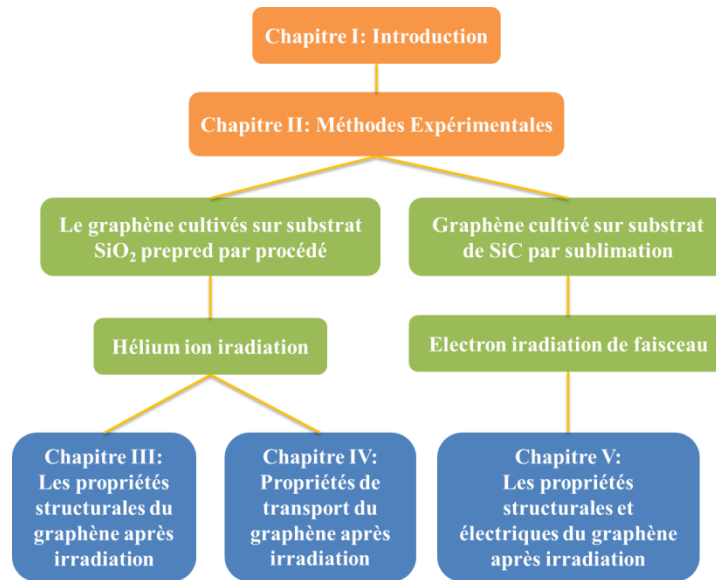 Chapitre I: Introduction
Chapitre II: Méthodes Expérimentales
Le graphène cultivés sur substrat
SiO₂ prepred par procédé
Graphène cultivé sur substrat
de SiC par sublimation
Hélium ion iradiation
Electron iradiation de faisceau
Chapitre III:
Les propriétés
structurales du
graphène après
irradiation
Chapitre IV:
Propriétés de
transport du
graphène après
irradiation
Chapitre V:
Les propriétés
structurales et
électriques du graphène
après irradiation